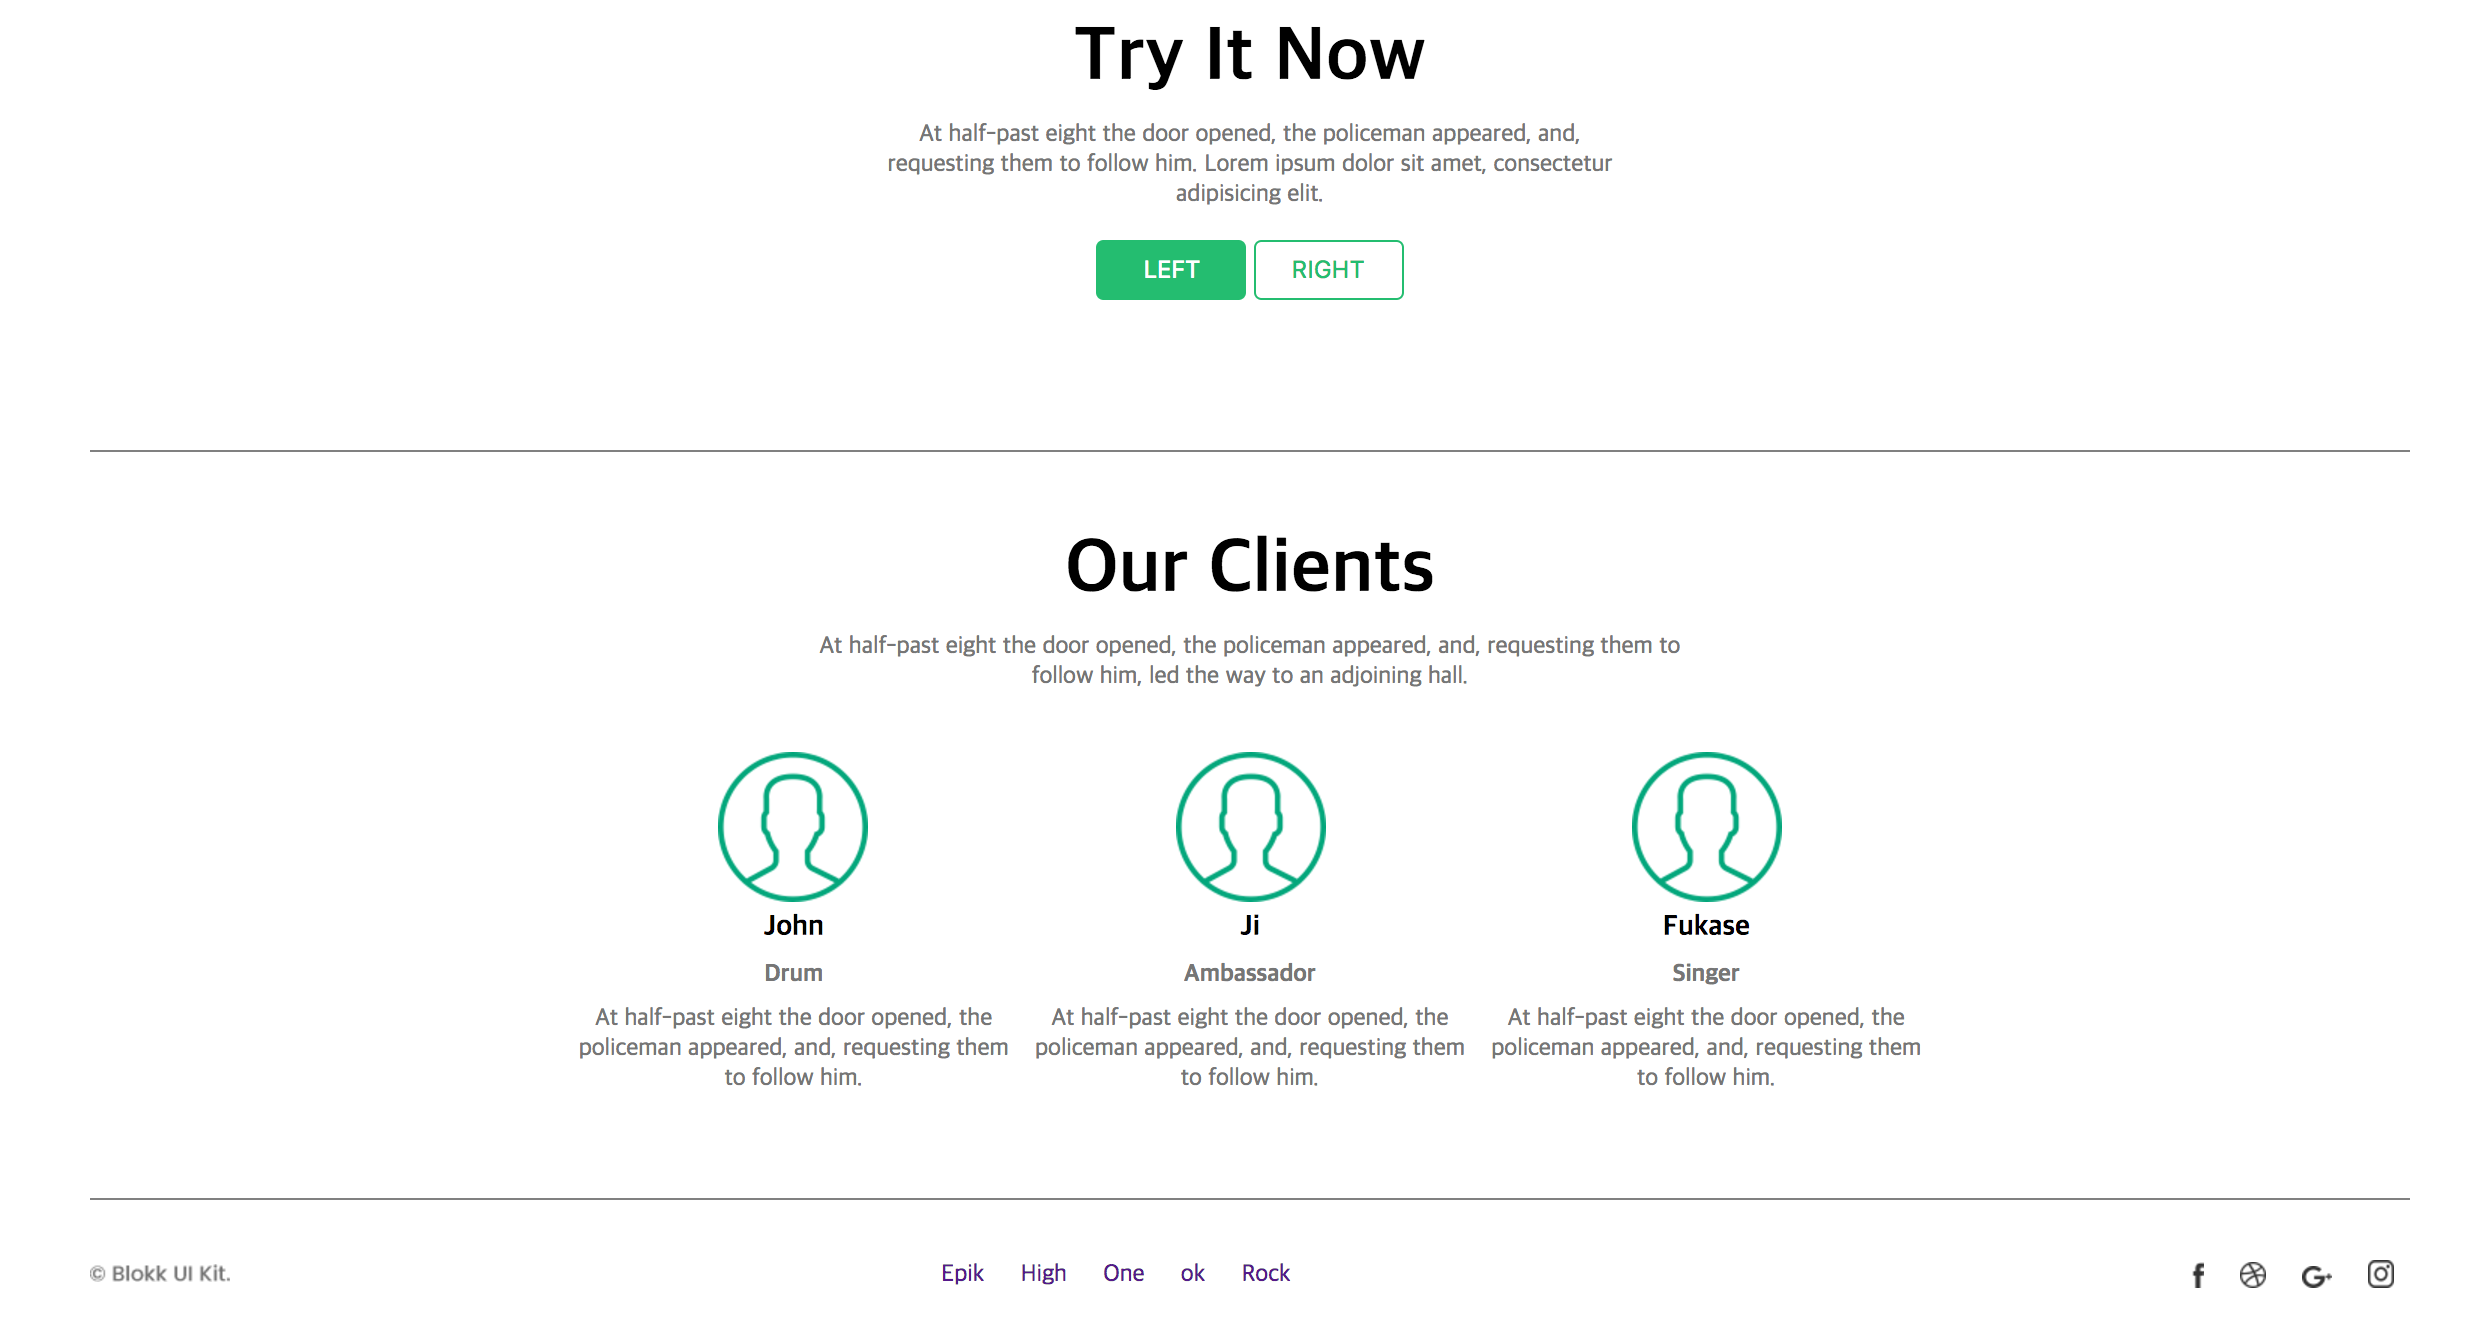 Try It Now
At half-past eight the door opened, the policeman appeared, and,
requesting them to follow him. Lorem ipsum dolor sit amet, consectetur
adipisicing elit.
LEFT RIGHT
Our Clients
At half-past eight the door opened, the policeman appeared, and, requesting them to
follow him, led the way to an adjoining hall.
John
Drum
At half-past eight the door opened, the
policeman appeared, and, requesting them
to follow him.
Ji
Ambassador
At half-past eight the door opened, the
policeman appeared, and, requesting them
to follow him.
Fukase
Singer
At half-past eight the door opened, the
policeman appeared, and, requesting them
to follow him.
© Blokk UI Kit.
Epik High One ok Rock